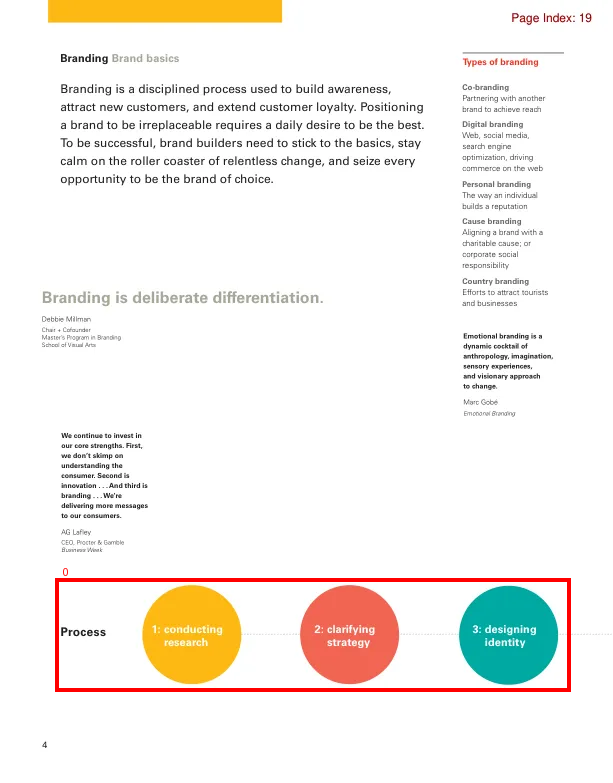 Page Index: 19
Branding Brand basics
Branding is a disciplined process used to build awareness,
attract new customers, and extend customer loyalty. Positioning
a brand to be irreplaceable requires a daily desire to be the best.
To be successful, brand builders need to stick to the basics, stay
calm on the roller coaster of relentless change, and seize every
opportunity to be the brand of choice.
Types of branding
Co-branding
Partnering with another
brand to achieve reach
Digital branding
Web, social media,
search engine
optimization, driving
commerce on the web
Personal branding
The way an individual
builds a reputation
Cause branding
Aligning a brand with a
charitable cause; or
corporate social
responsibility
Country branding
Efforts to attract tourists
and businesses
Branding is deliberate differentiation.
Debbie Millman
Chair + Cofounder
Master's Program in Branding
School of Visual Arts
Emotional branding is a
dynamic cocktail of
anthropology, imagination,
sensory experiences,
and visionary approach
to change.
Marc Gobé
Emotional Branding
We continue to invest in
our core strengths. First,
we don't skimp on
understanding the
consumer. Second is
innovation . . . And third is
branding . . . We're
delivering more messages
to our consumers.
AG Lafley
CEO, Procter & Gamble
Business Week
0
Process
1: conducting
research
2: clarifying
strategy
3: designing
identity
4